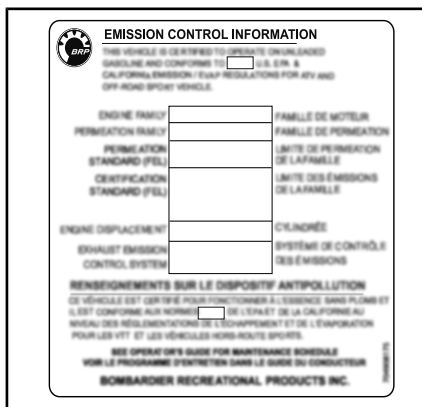 BRP
EMISSION CONTROL INFORMATION
THIS VEHICLE IS CERTIFIED TO OPERATE ON UNLEADED
GASOLINE AND CONFORMS TO U.S. EPA &
CALIFORNIA EMISSION / EVAP REGULATIONS FOR ATV AND
OFF-ROAD SPORT VEHICLE.
ENGINE FAMILY FAMILLE DE MOTEUR
PERMEATION FAMILY FAMILLE DE PERMEATION
PERMEATION LIMITE DE PERMEATION
STANDARD (FEL) DE LA FAMILLE
CERTIFICATION LIMITE DES ÉMISSIONS
STANDARD (FEL) DE LA FAMILLE
ENGINE DISPLACEMENT CYLINDRÉE
EXHAUST EMISSION SYSTÈME DE CONTRÔLE
CONTROL SYSTEM DES ÉMISSIONS
RENSEIGNEMENTS SUR LE DISPOSITIF ANTIPOLLUTION
CE VÉHICULE EST CERTIFIÉ POUR FONCTIONNER À L'ESSENCE SANS PLOMB ET
IL EST CONFORME AUX NORMES DE L'EPA ET DE LA CALIFORNIE AU
NIVEAU DES RÉGLEMENTATIONS DE L'ÉCHAPPEMENT ET DE L'ÉVAPORATION
POUR LES VTT ET LES VÉHICULES HORS-ROUTE SPORTS.
SEE OPERATOR'S GUIDE FOR MAINTENANCE SCHEDULE
VOIR LE PROGRAMME D'ENTRETIEN DANS LE GUIDE DU CONDUCTEUR
BOMBARDIER RECREATIONAL PRODUCTS INC.